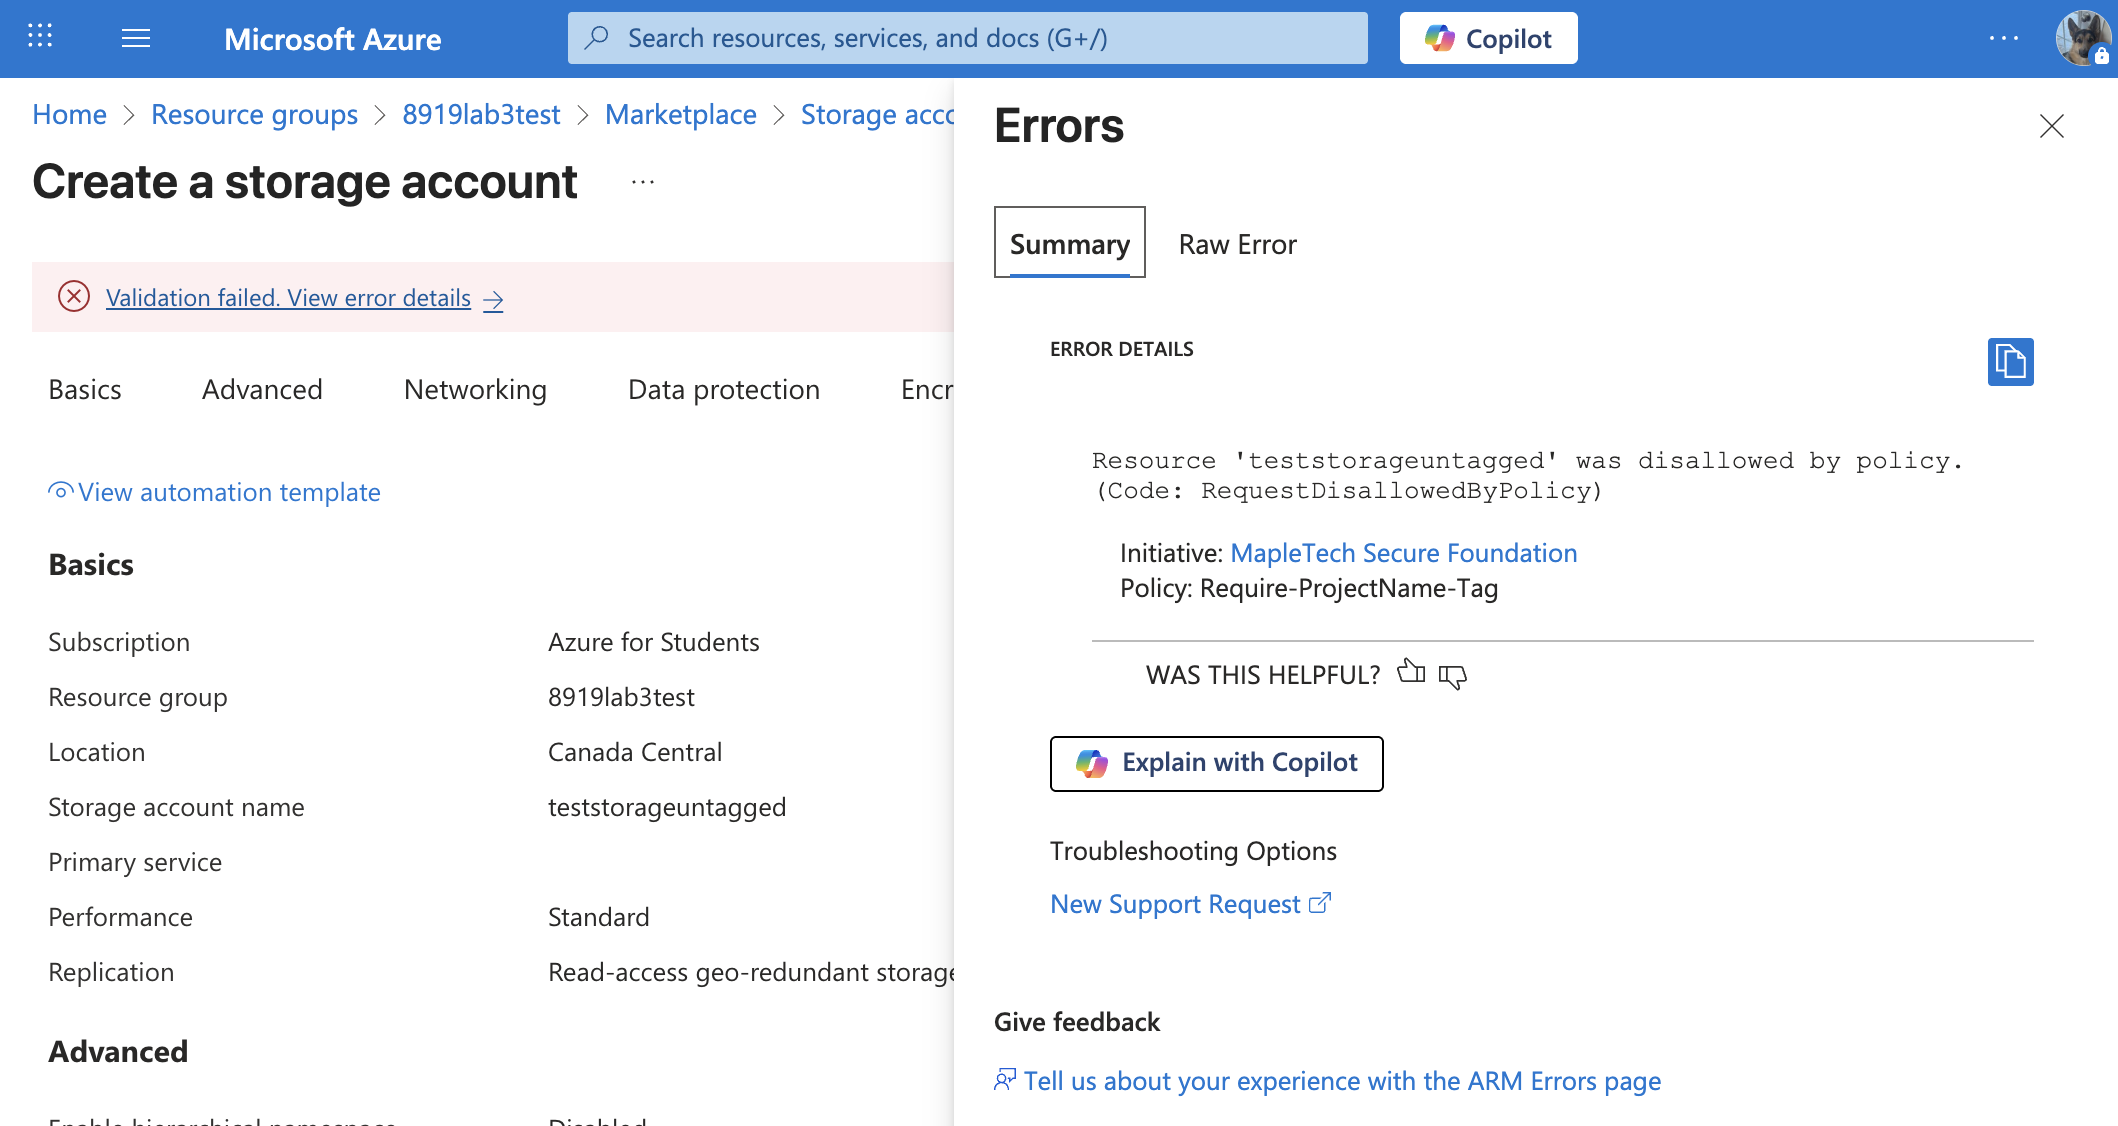 Microsoft Azure
Search resources, services, and docs (G+/)
Copilot
Home > Resource groups > 8919lab3test > Marketplace > Storage acco
Create a storage account ...
Validation failed. View error details →
Basics Advanced Networking Data protection Encr
View automation template
Basics
Subscription Azure for Students
Resource group 8919lab3test
Location Canada Central
Storage account name teststorageuntagged
Primary service
Performance Standard
Replication Read-access geo-redundant storage
Advanced
Enable hierarchical namespace Disabled
Errors
Summary Raw Error
ERROR DETAILS
Resource 'teststorageuntagged' was disallowed by policy.
(Code: RequestDisallowedByPolicy)
Initiative: MapleTech Secure Foundation
Policy: Require-ProjectName-Tag
WAS THIS HELPFUL?
Explain with Copilot
Troubleshooting Options
New Support Request
Give feedback
Tell us about your experience with the ARM Errors page